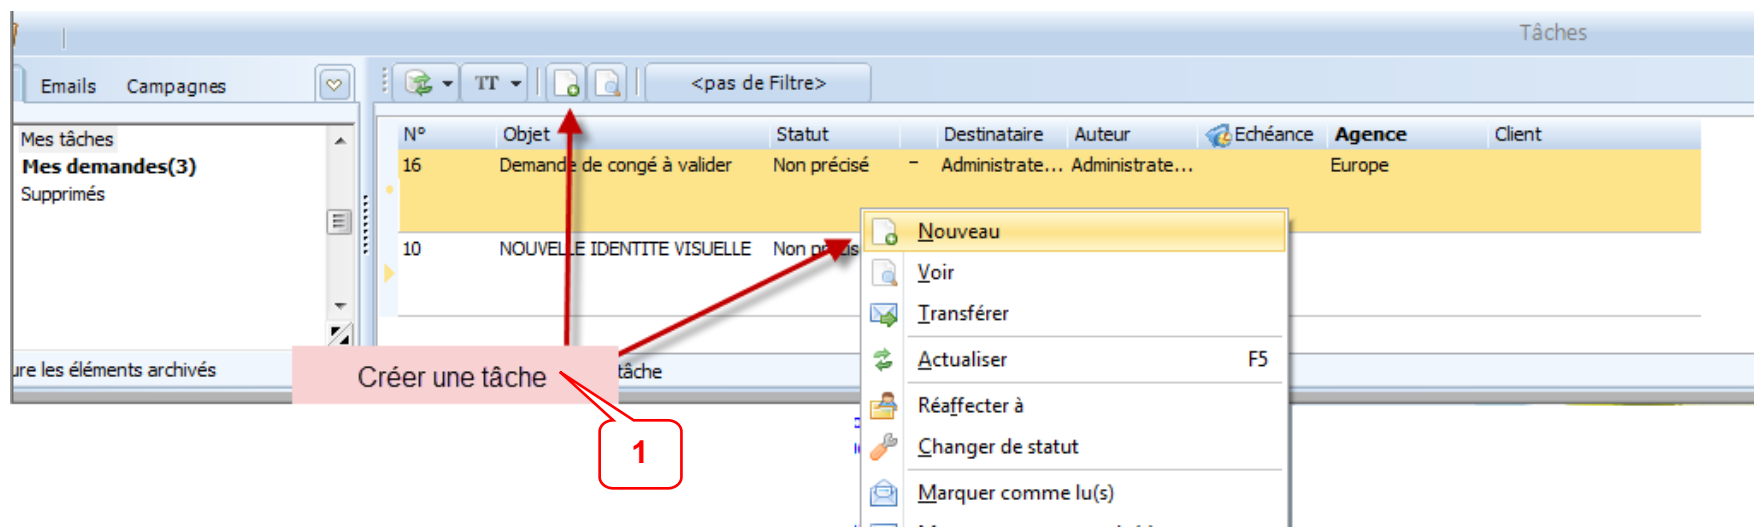 Tâches
Emails Campagnes
TT <pas de Filtre>
Mes tâches
Mes demandes(3)
Supprimés
N° Objet Statut Destinataire Auteur Echéance Agence Client
16 Demande de congé à valider Non précisé - Administrate... Administrate... Europe
10 NOUVELLE IDENTITE VISUELLE Non
Nouveau
Voir
Transférer
Actualiser F5
Réaffecter à
Changer de statut
Marquer comme lu(s)
les éléments archivés
Créer une tâche
tâche
1